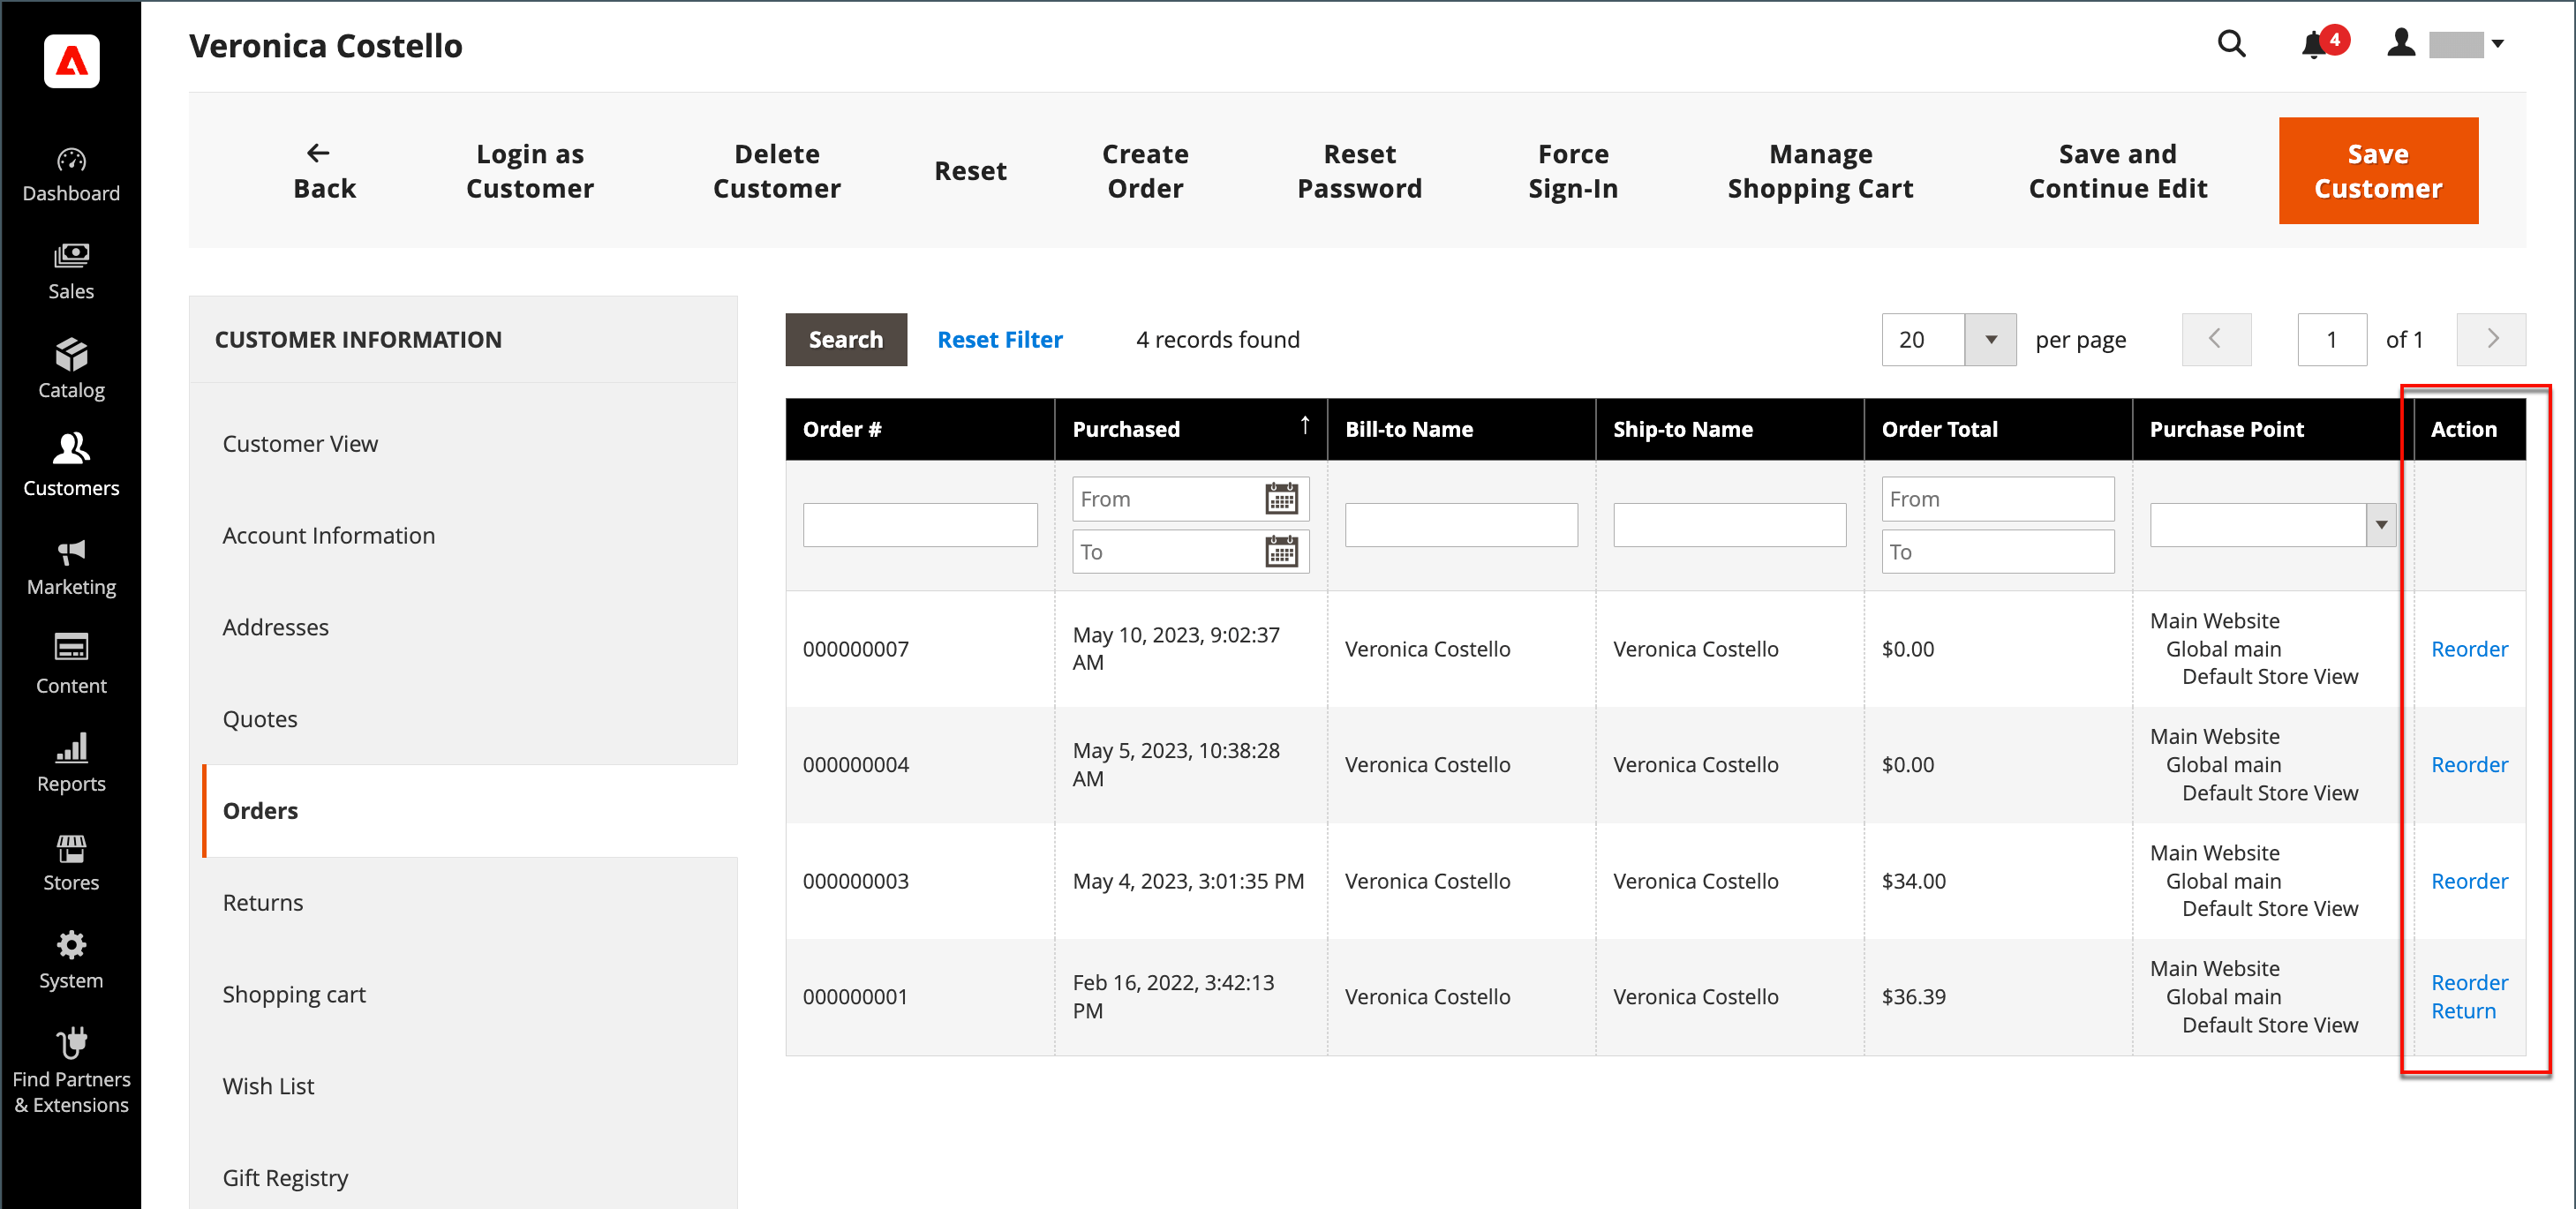 Veronica Costello
4
Dashboard
Sales
Catalog
Customers
Marketing
Content
Reports
Stores
System
Find Partners
& Extensions
Back
Login as
Customer
Delete
Customer
Reset
Create
Order
Reset
Password
Force
Sign-In
Manage
Shopping Cart
Save and
Continue Edit
Save
Customer
CUSTOMER INFORMATION
Customer View
Account Information
Addresses
Quotes
Orders
Returns
Shopping cart
Wish List
Gift Registry
Search Reset Filter 4 records found 20 per page 1 of 1
Order # Purchased ↑ Bill-to Name Ship-to Name Order Total Purchase Point Action
From From
To To
000000007 May 10, 2023, 9:02:37
AM Veronica Costello Veronica Costello $0.00 Main Website
Global main
Default Store View Reorder
000000004 May 5, 2023, 10:38:28
AM Veronica Costello Veronica Costello $0.00 Main Website
Global main
Default Store View Reorder
000000003 May 4, 2023, 3:01:35 PM Veronica Costello Veronica Costello $34.00 Main Website
Global main
Default Store View Reorder
000000001 Feb 16, 2022, 3:42:13
PM Veronica Costello Veronica Costello $36.39 Main Website
Global main
Default Store View Reorder
Return